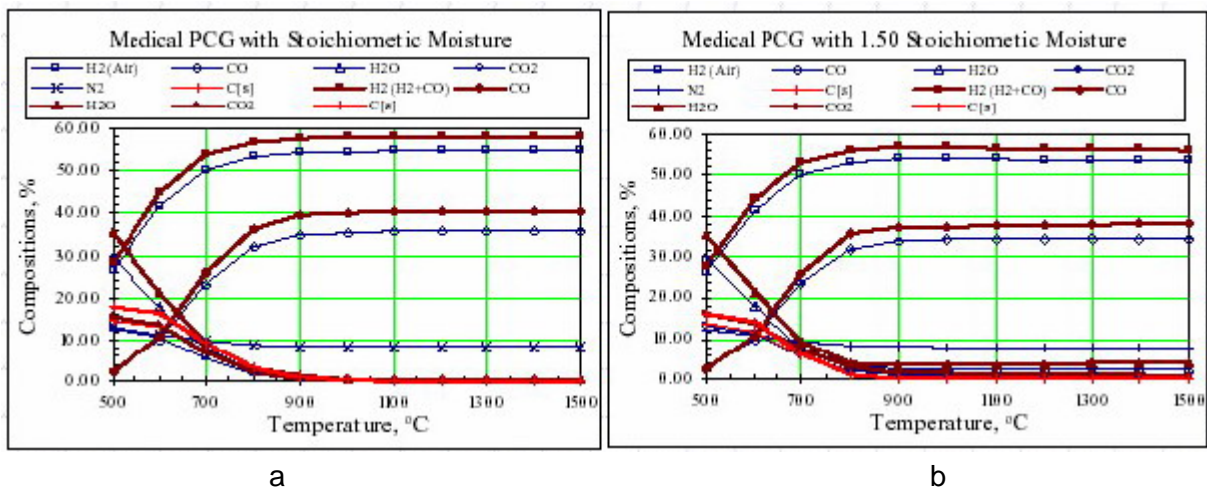 Medical PCG with Stoichiometic Moisture
H2 (Air) CO H2O CO2
N2 C[s] H2 (H2+CO) CO
H2O CO2 C[s]
60.00
50.00
40.00
30.00
20.00
10.00
0.00
Compositions, %
500 700 900 1100 1300 1500
Temperature, °C
a
Medical PCG with 1.50 Stoichiometic Moisture
H2 (Air) CO H2O CO2
N2 C[s] H2 (H2+CO) CO
H2O CO2 C[s]
60.00
50.00
40.00
30.00
20.00
10.00
0.00
Compositions, %
500 700 900 1100 1300 1500
Temperature, °C
b